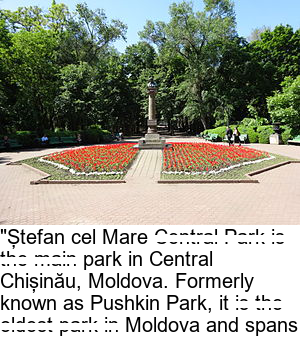 "Ștefan cel Mare Central Park is
the main park in Central
Chișinău, Moldova. Formerly
known as Pushkin Park, it is the
oldest park in Moldova and spans